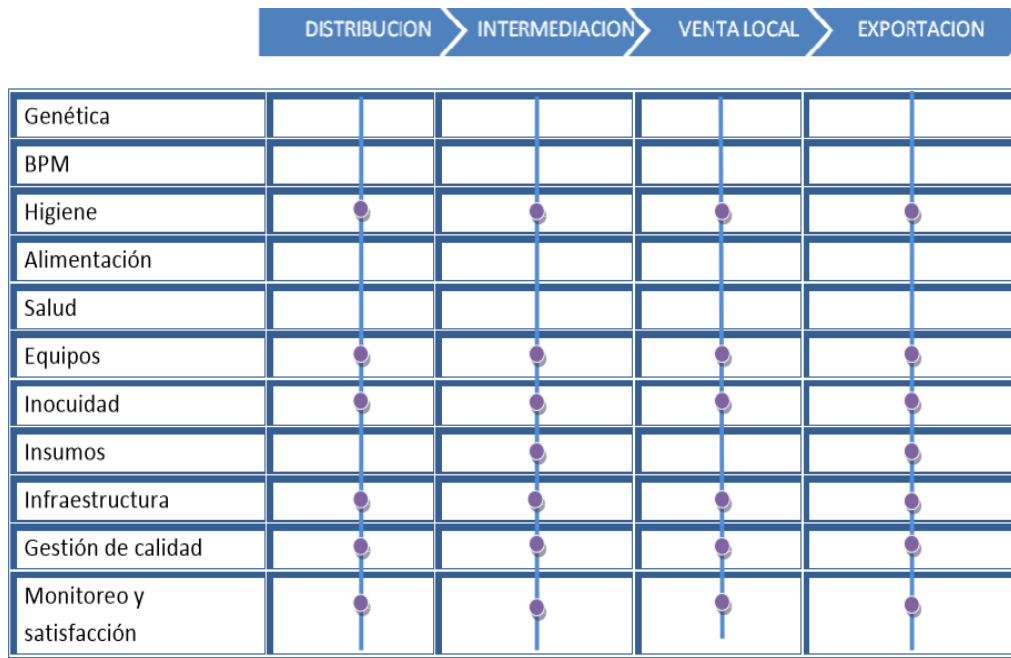 DISTRIBUCION INTERMEDIACION VENTA LOCAL EXPORTACION
Genética
BPM
Higiene
Alimentación
Salud
Equipos
Inocuidad
Insumos
Infraestructura
Gestión de calidad
Monitoreo y
satisfacción